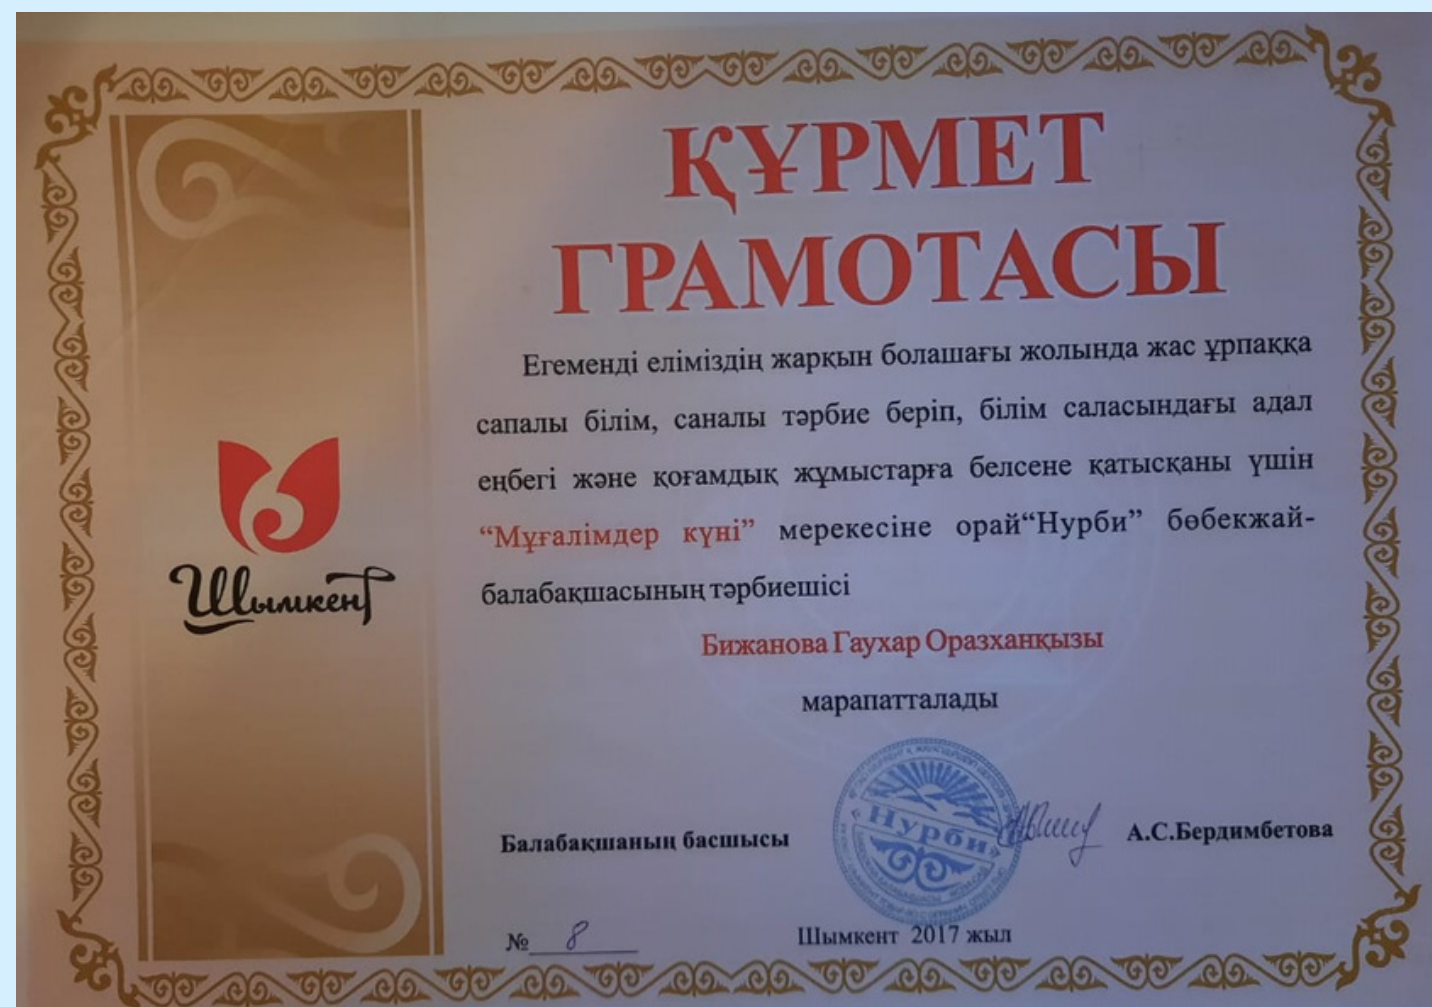 ҚҰРМЕТ
ГРАМОТАСЫ
Егеменді еліміздің жарқын болашағы жолында жас ұрпаққа
сапалы білім, саналы тәрбие беріп, білім саласындағы адал
еңбегі және қоғамдық жұмыстарға белсене қатысқаны үшін
“Мұғалімдер күні” мерекесіне орай“Нурби” бөбекжай-
балабақшасының тәрбиешісі
Бижанова Гаухар Оразханқызы
марапатталады
Шымкент
Балабақшаның басшысы
«Нурби»
А.С.Бердимбетова
№ 8
Шымкент 2017 жыл